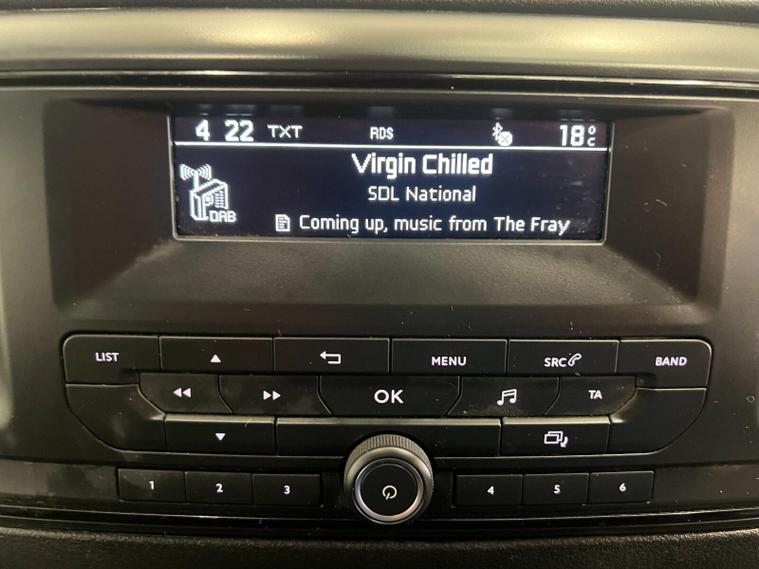 4 22 TXT RDS 18°C
Virgin Chilled
SDL National
DAB
Coming up, music from The Fray
LIST MENU SRC BAND
OK TA
1 2 3 4 5 6